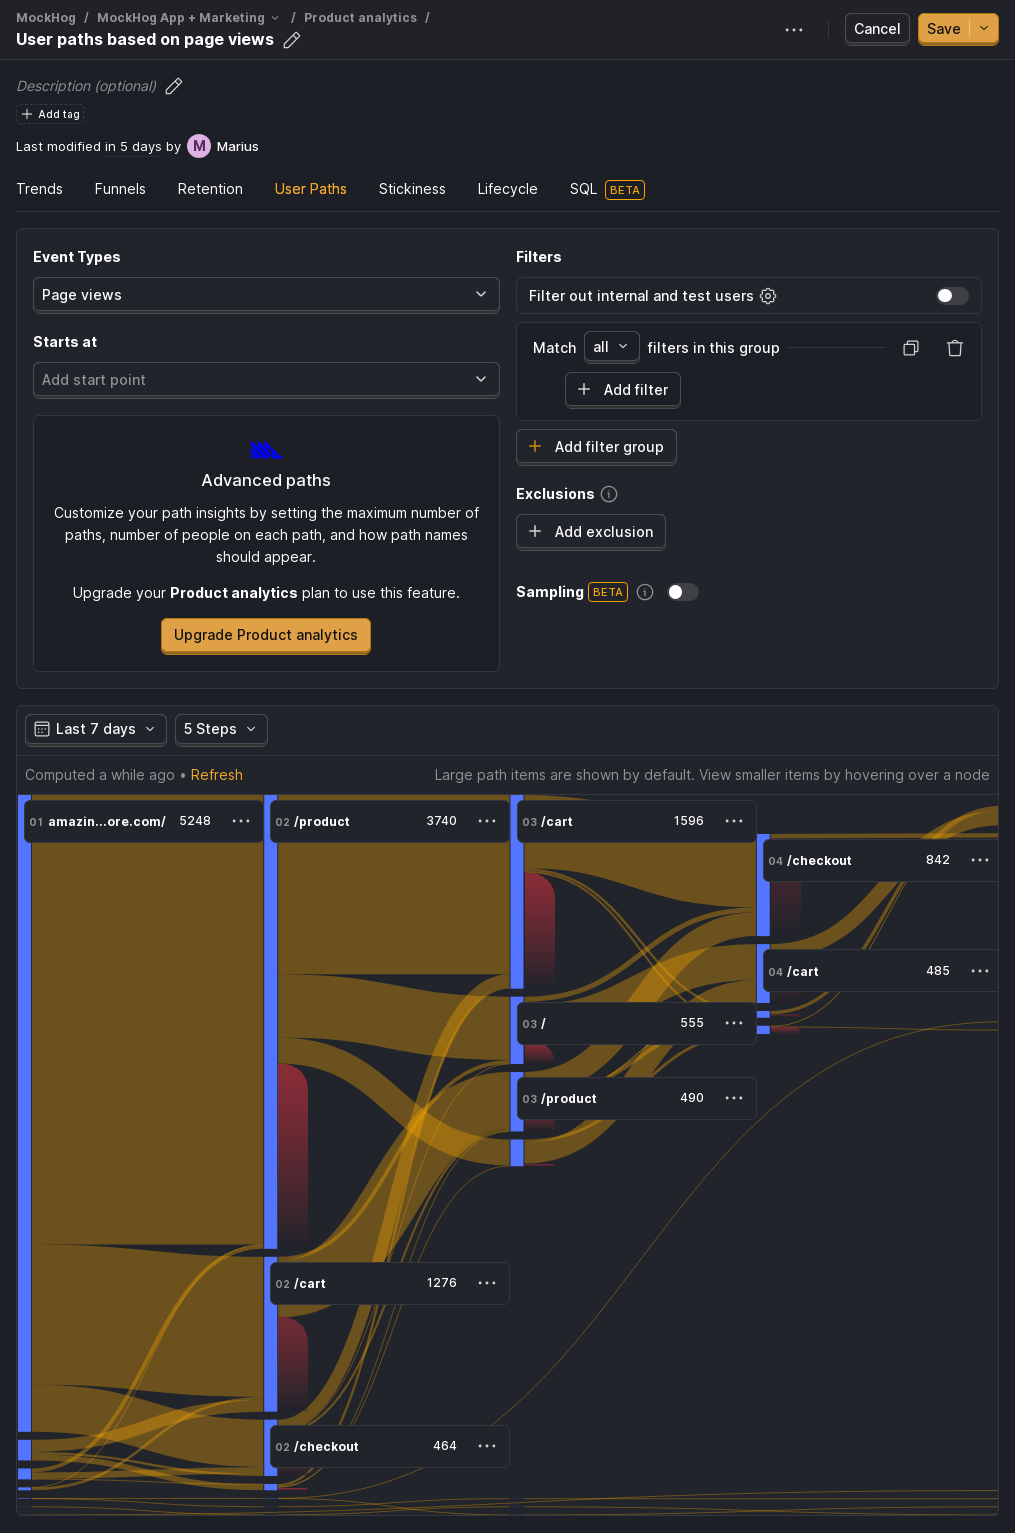 MockHog / MockHog App + Marketing / Product analytics /
User paths based on page views
Cancel
Save
Description (optional)
Add tag
Last modified in 5 days by M Marius
Trends Funnels Retention User Paths Stickiness Lifecycle SQL BETA
Event Types
Page views
Starts at
Add start point
Advanced paths
Customize your path insights by setting the maximum number of
paths, number of people on each path, and how path names
should appear.
Upgrade your Product analytics plan to use this feature.
Upgrade Product analytics
Filters
Filter out internal and test users
Match all filters in this group
Add filter
Add filter group
Exclusions
Add exclusion
Sampling BETA
Last 7 days 5 Steps
Computed a while ago • Refresh
Large path items are shown by default. View smaller items by hovering over a node
01 amazin...ore.com/ 5248
02 /product 3740
03 /cart 1596
04 /checkout 842
04 /cart 485
03 / 555
03 /product 490
02 /cart 1276
02 /checkout 464